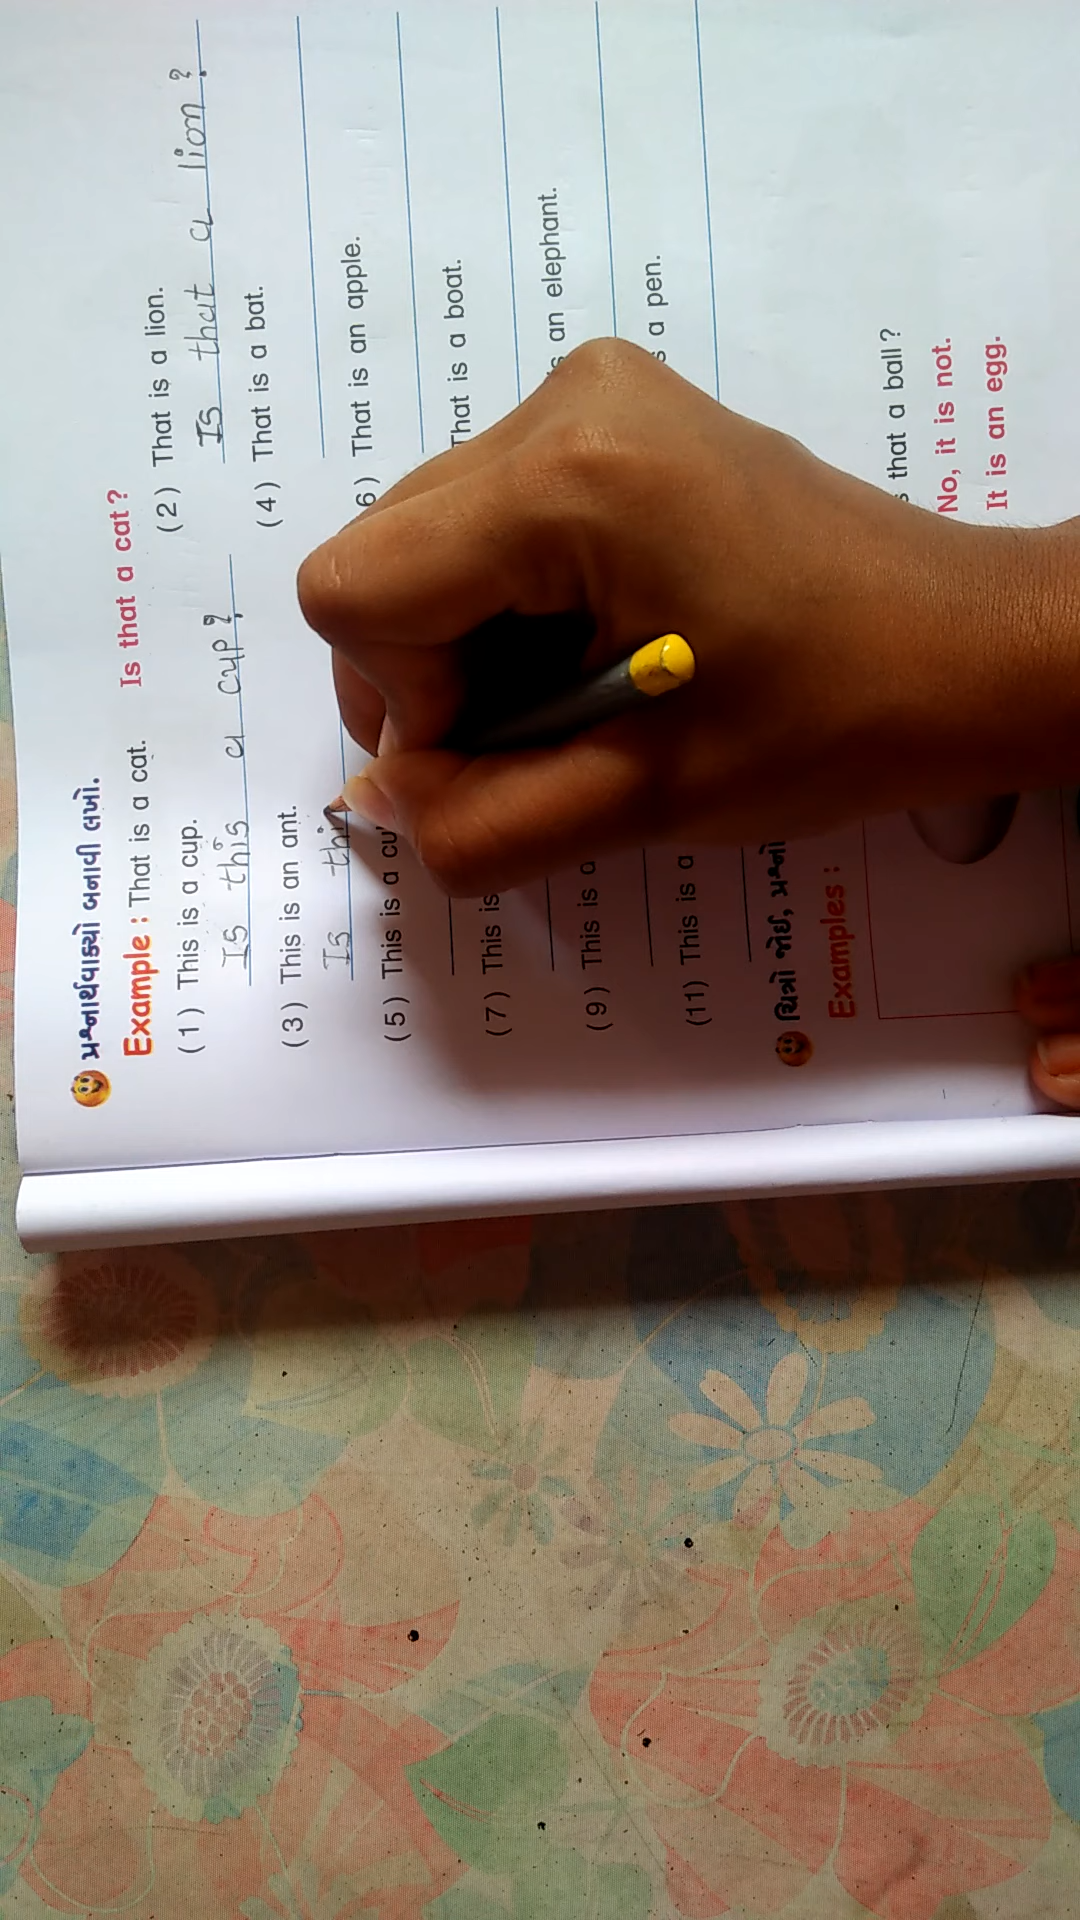 પ્રશ્નાર્થવાક્યો બનાવી લખો.
Example : That is a cat. Is that a cat?
(1) This is a cup. (2) That is a lion.
Is this a cup? Is that a lion?
(3) This is an ant. (4) That is a bat.
Is thi
(5) This is a 6) That is an apple.
(7) This is That is a boat.
(9) This is an elephant.
(11) This is a a pen.
ચિત્રો જોઈ,
Examples :
that a ball?
No, it is not.
It is an egg.